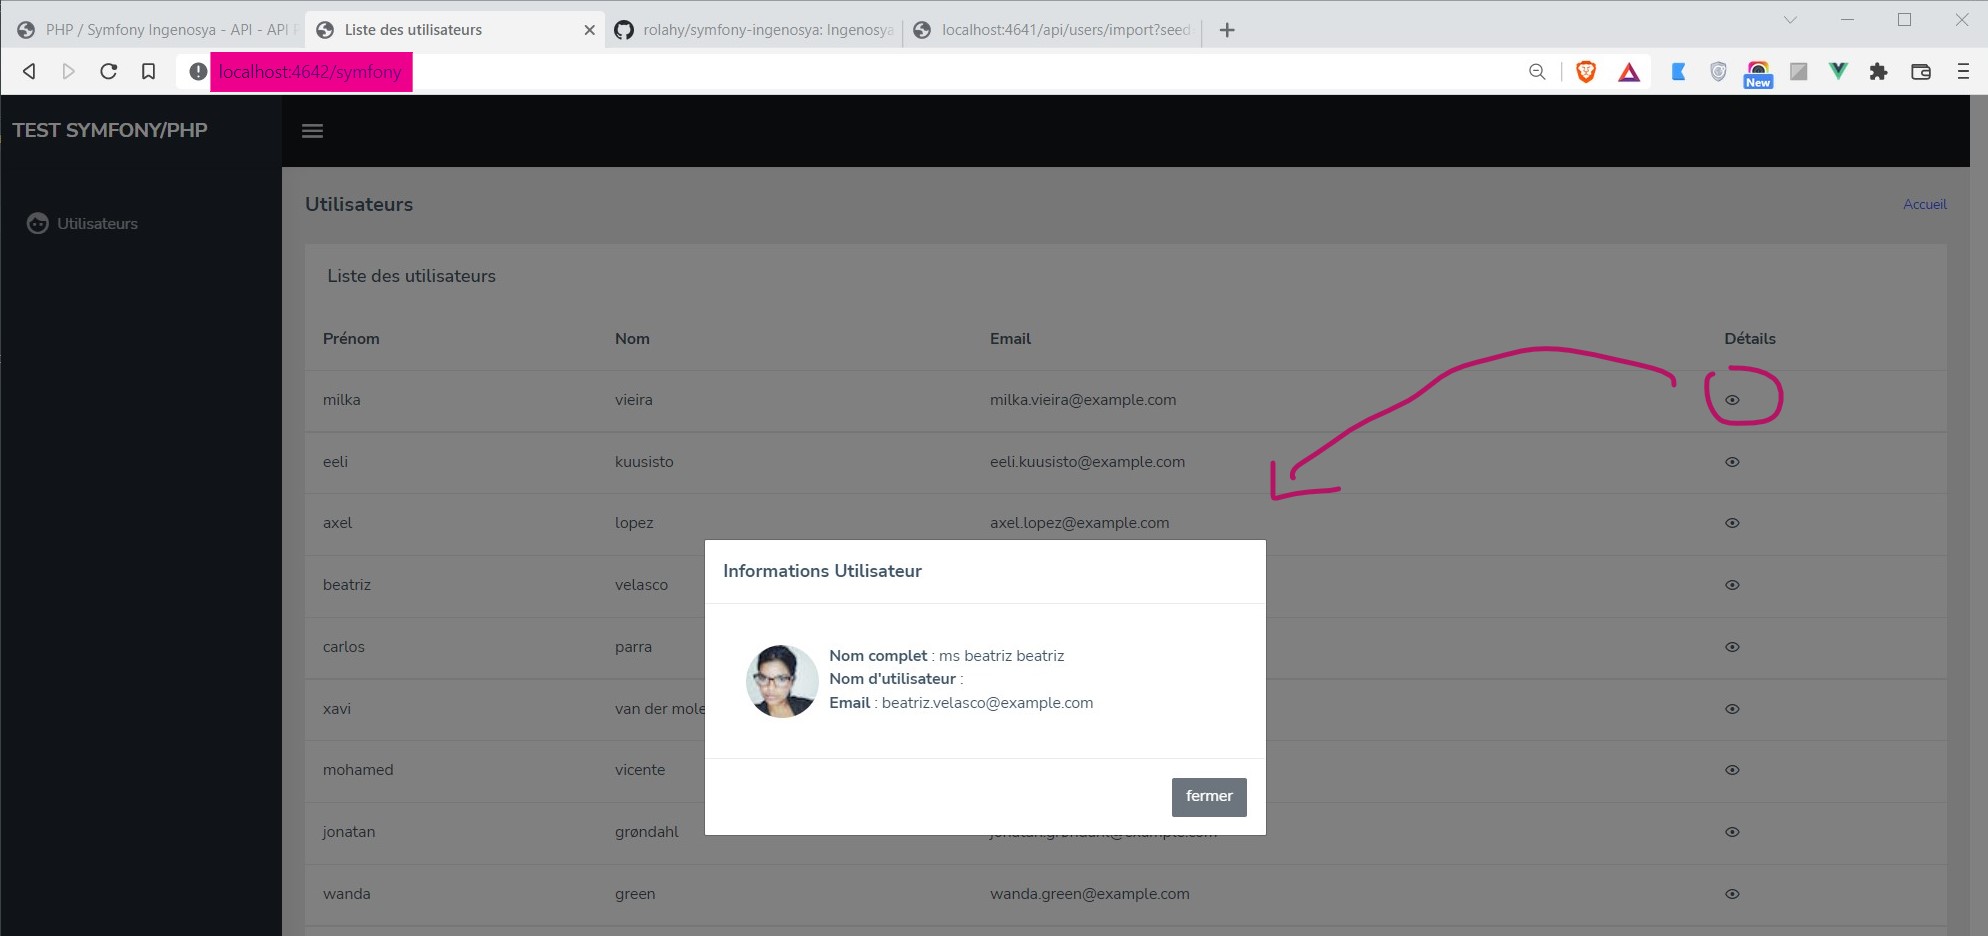 PHP / Symfony Ingenosya - API - API
Liste des utilisateurs
rolahy/symfony-ingenosya: Ingenosya
localhost:4641/api/users/import?seed
localhost:4642/symfony
New
TEST SYMFONY/PHP
Utilisateurs
Utilisateurs
Accueil
Liste des utilisateurs
Prénom Nom Email Détails
milka vieira milka.vieira@example.com
eeli kuusisto eeli.kuusisto@example.com
axel lopez axel.lopez@example.com
beatriz velasco
carlos parra
xavi van der mole
mohamed vicente
jonatan grøndahl
wanda green wanda.green@example.com
Informations Utilisateur
Nom complet : ms beatriz beatriz
Nom d'utilisateur :
Email : beatriz.velasco@example.com
fermer